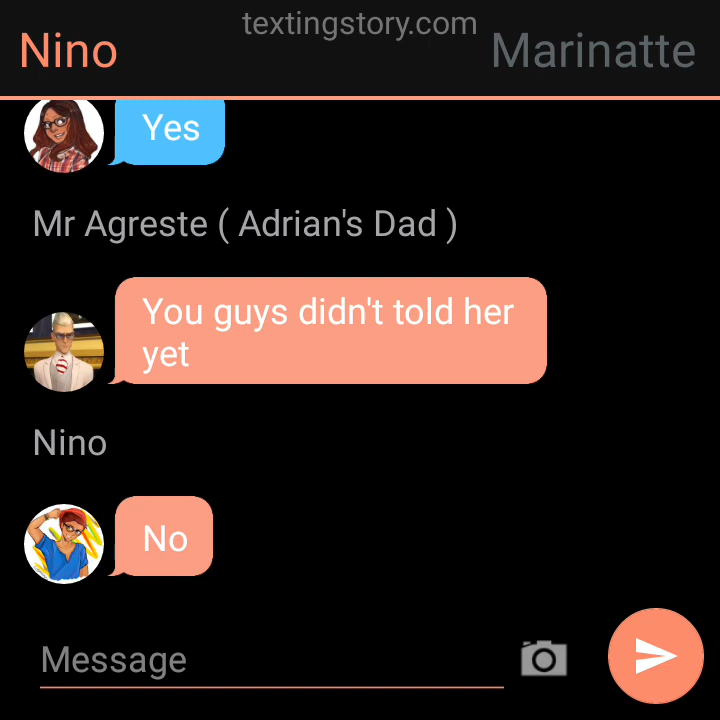 textingstory.com
Nino
Marinatte
Yes
Mr Agreste ( Adrian's Dad )
You guys didn't told her
yet
Nino
No
Message